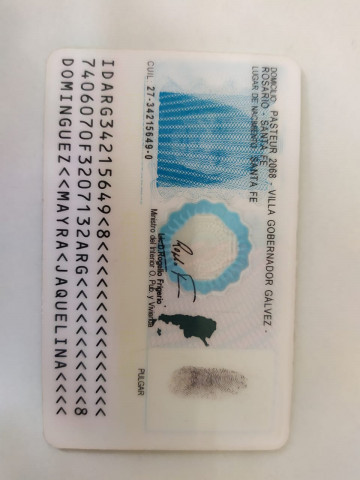 DOMICILIO: PASTEUR 2068 - VILLA GOBERNADOR GALVEZ -
ROSARIO - SANTA FE
LUGAR DE NACIMIENTO: SANTA FE
CUIL: 27-34215649-0
Lic. Rogelio Frigerio
Ministro del Interior O. Pub. y Vivienda
PULGAR
IDARG34215649<8<<<<<<<<<<<<<<<
7406070F3207132ARG<<<<<<<<<<<8
DOMINGUEZ<<MAYRA<JAQUELINA<<<<